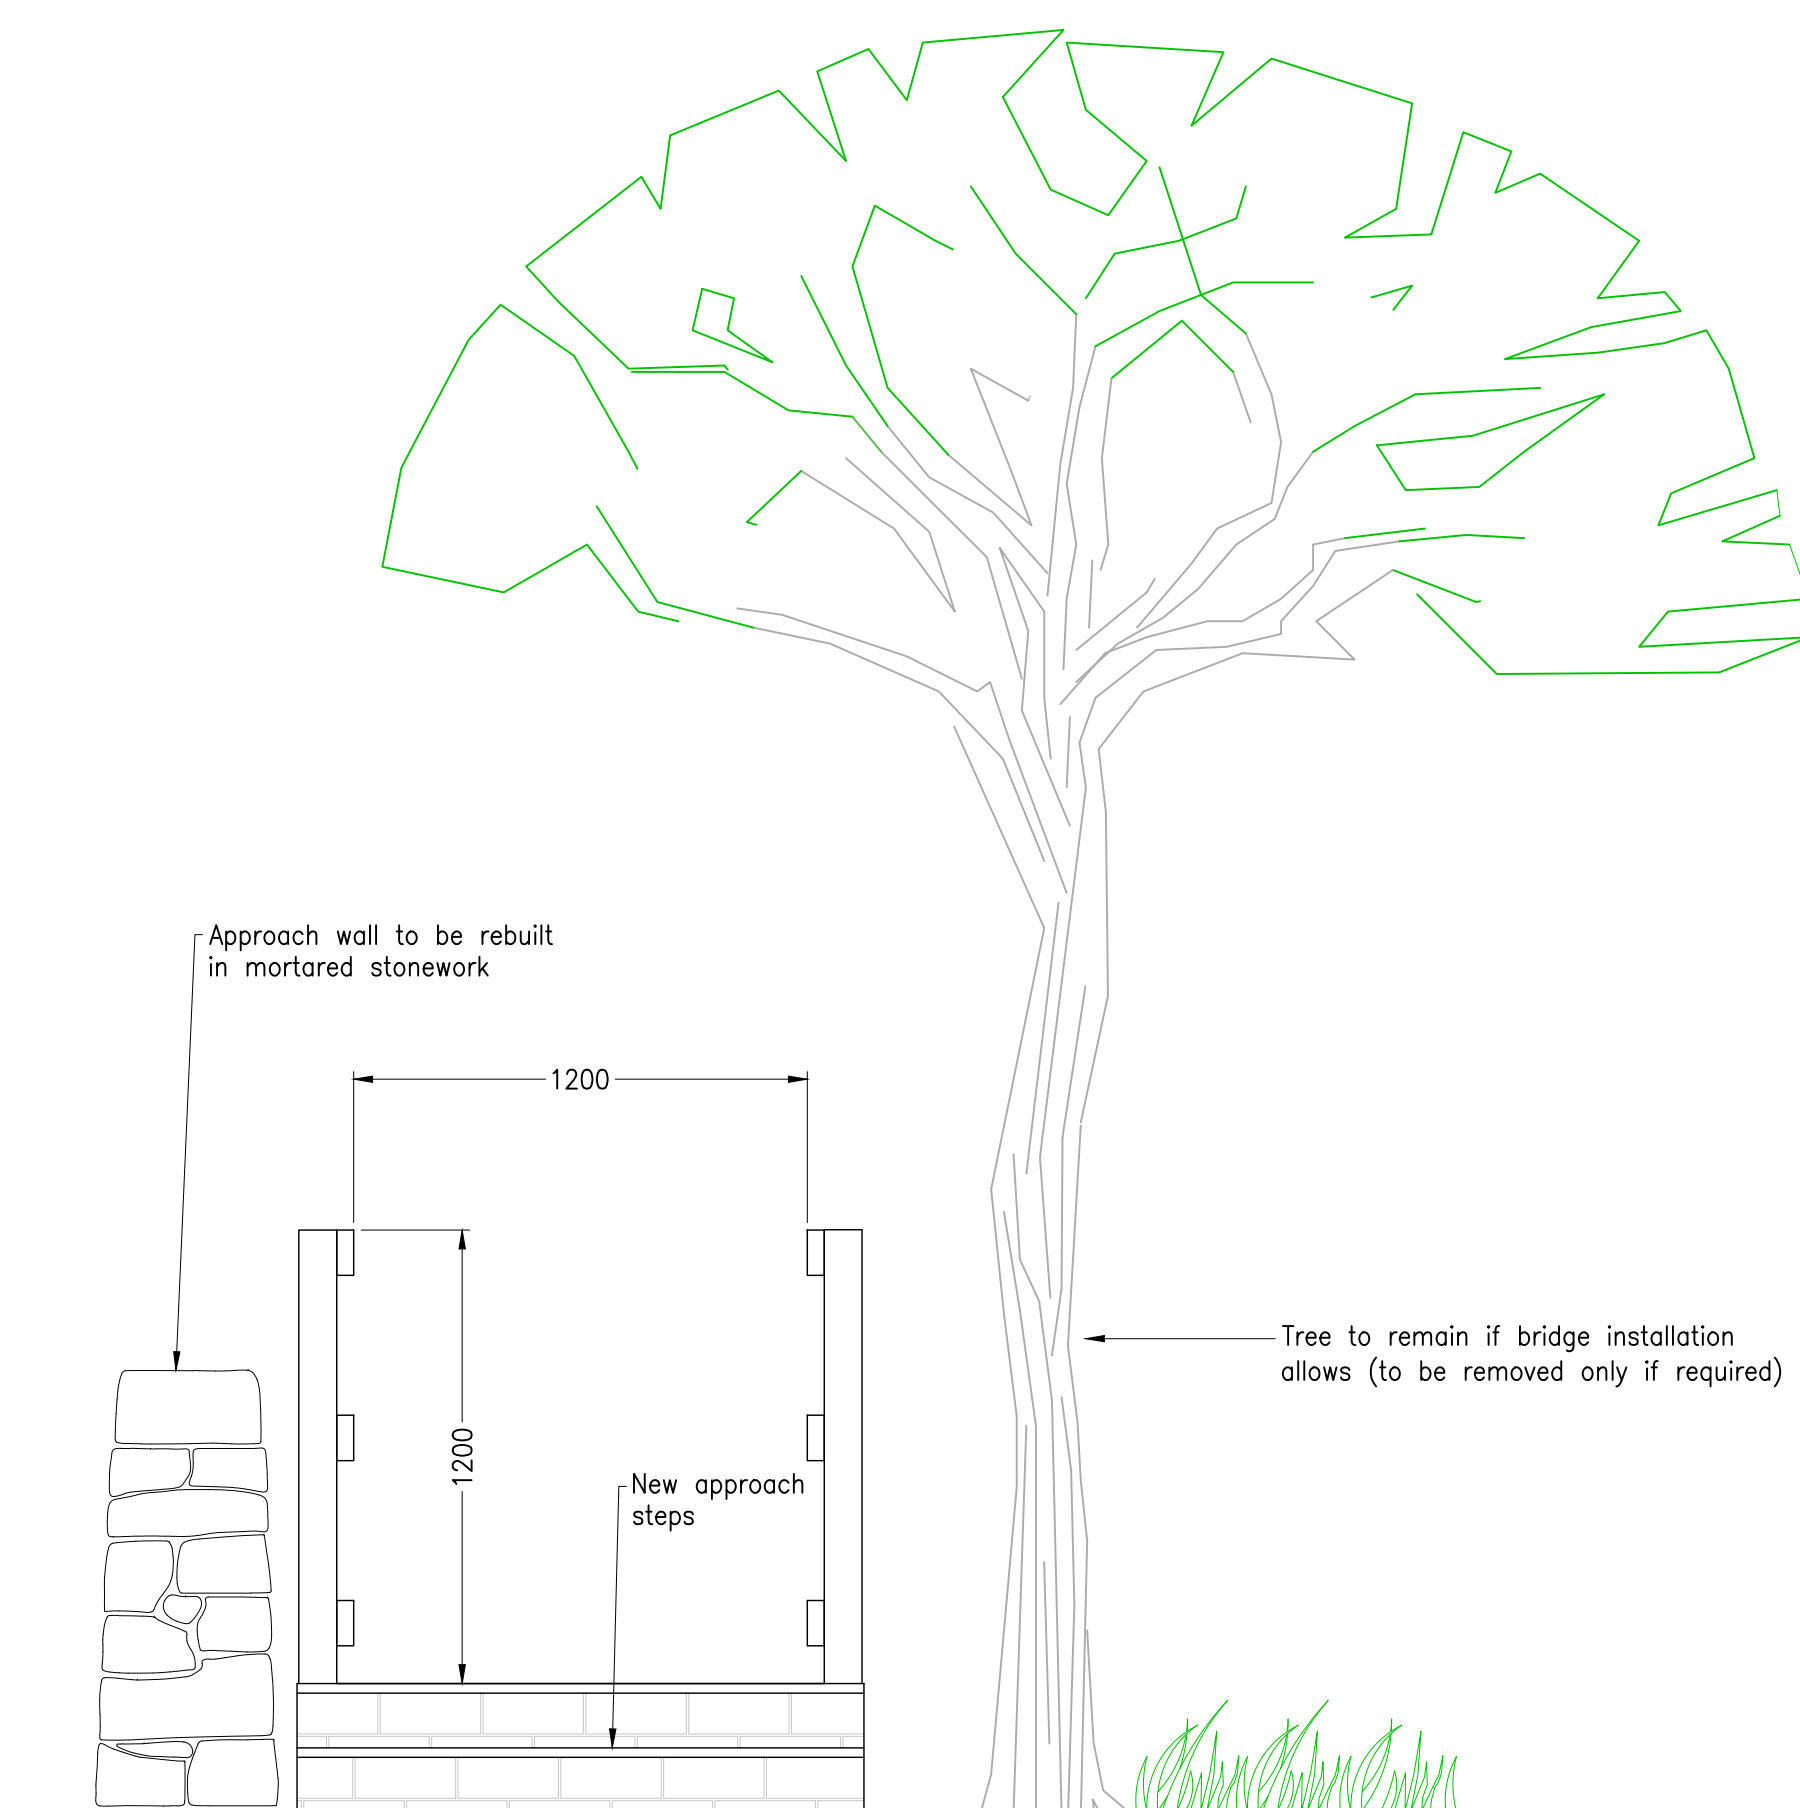 Approach wall to be rebuilt
in mortared stonework
1200
Tree to remain if bridge installation
allows (to be removed only if required)
1200
New approach
steps